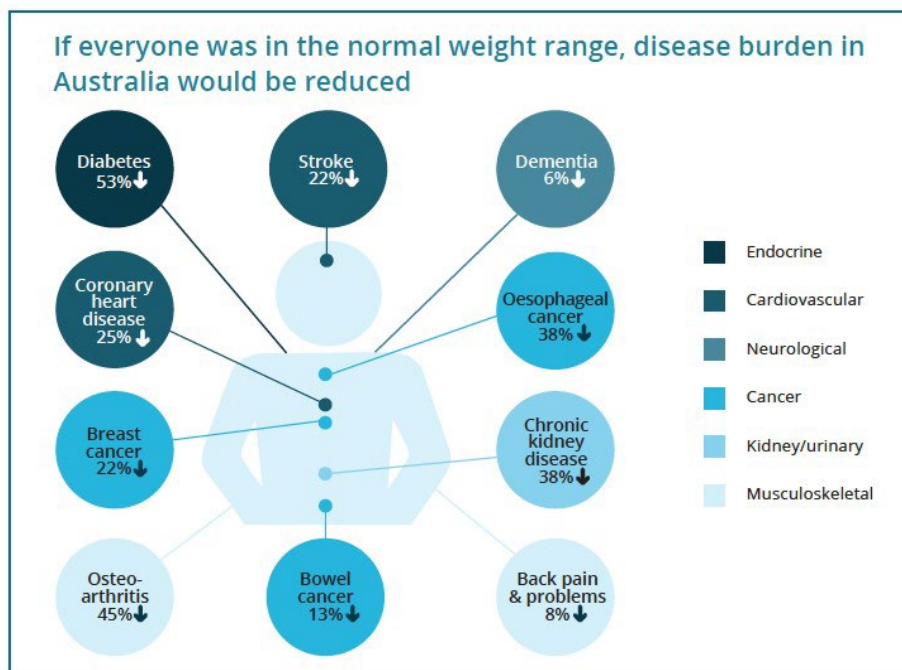 If everyone was in the normal weight range, disease burden in
Australia would be reduced
Diabetes
53%
Stroke
22%
Dementia
6%
Coronary
heart
disease
25%
Oesophageal
cancer
38%
Breast
cancer
22%
Chronic
kidney
disease
38%
Osteo-
arthritis
45%
Bowel
cancer
13%
Back pain
& problems
8%
Endocrine
Cardiovascular
Neurological
Cancer
Kidney/urinary
Musculoskeletal